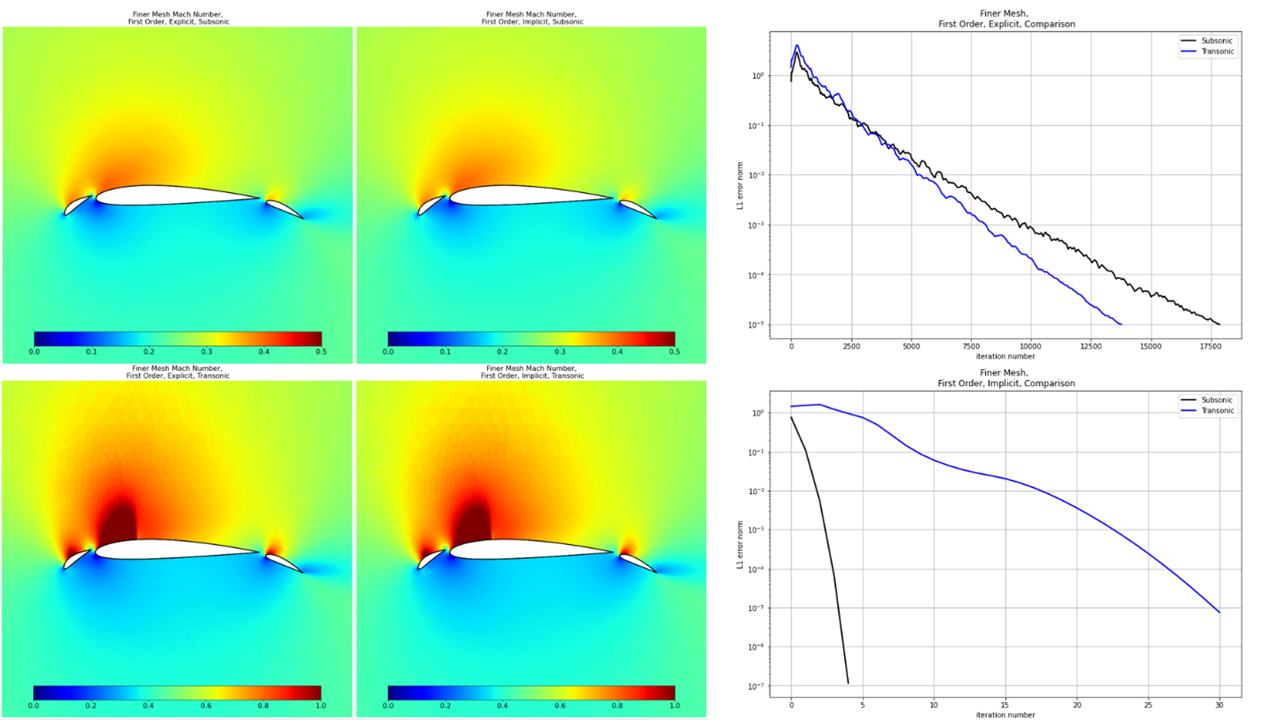 Finer Mesh Mach Number,
First Order, Explicit, Subsonic
0.0 0.1 0.2 0.3 0.4 0.5
Finer Mesh Mach Number,
First Order, Implicit, Subsonic
0.0 0.1 0.2 0.3 0.4 0.5
Finer Mesh,
First Order, Explicit, Comparison
Subsonic
Transonic
10⁰
10⁻¹
10⁻²
10⁻³
10⁻⁴
10⁻⁵
L1 error norm
0 2500 5000 7500 10000 12500 15000 17500
iteration number
Finer Mesh Mach Number,
First Order, Explicit, Transonic
0.0 0.2 0.4 0.6 0.8 1.0
Finer Mesh Mach Number,
First Order, Implicit, Transonic
0.0 0.2 0.4 0.6 0.8 1.0
Finer Mesh,
First Order, Implicit, Comparison
Subsonic
Transonic
10⁰
10⁻¹
10⁻²
10⁻³
10⁻⁴
10⁻⁵
10⁻⁶
10⁻⁷
L1 error norm
0 5 10 15 20 25 30
iteration number